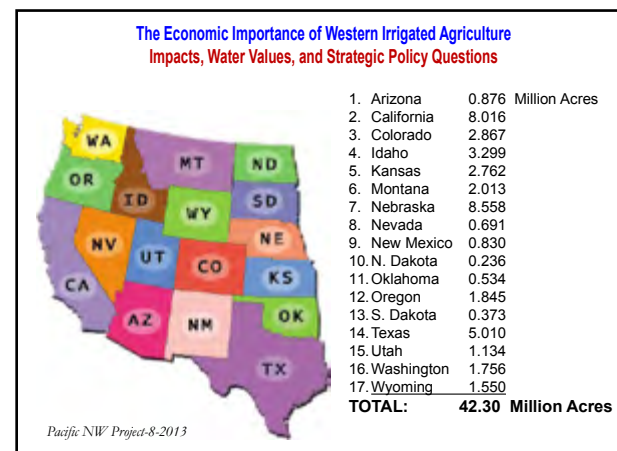 The Economic Importance of Western Irrigated Agriculture
Impacts, Water Values, and Strategic Policy Questions
1. Arizona 0.876 Million Acres
2. California 8.016
3. Colorado 2.867
4. Idaho 3.299
5. Kansas 2.762
6. Montana 2.013
7. Nebraska 8.558
8. Nevada 0.691
9. New Mexico 0.830
10. N. Dakota 0.236
11. Oklahoma 0.534
12. Oregon 1.845
13. S. Dakota 0.373
14. Texas 5.010
15. Utah 1.134
16. Washington 1.756
17. Wyoming 1.550
TOTAL: 42.30 Million Acres
WA
MT
ND
OR
ID
SD
WY
NE
NV
UT
CO
KS
CA
AZ
NM
OK
TX
Pacific NW Project-8-2013